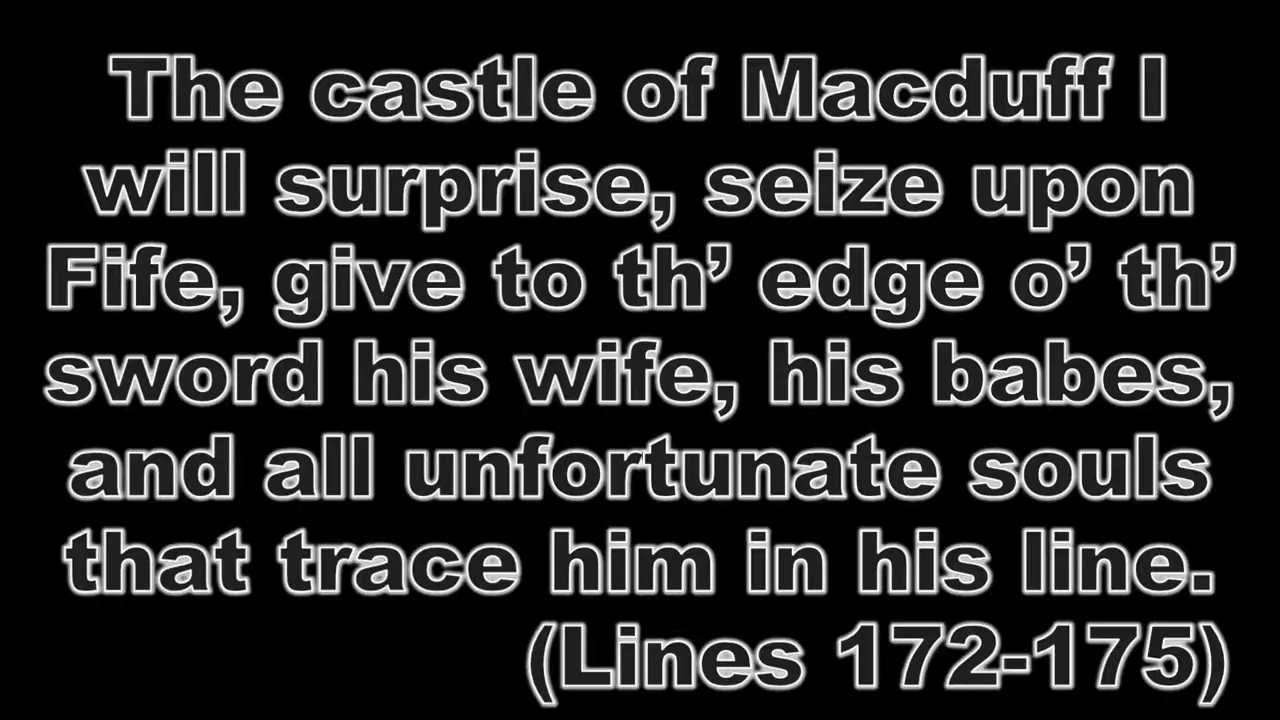 The castle of Macduff I
will surprise, seize upon
Fife, give to th’ edge o’ th’
sword his wife, his babes,
and all unfortunate souls
that trace him in his line.
(Lines 172-175)